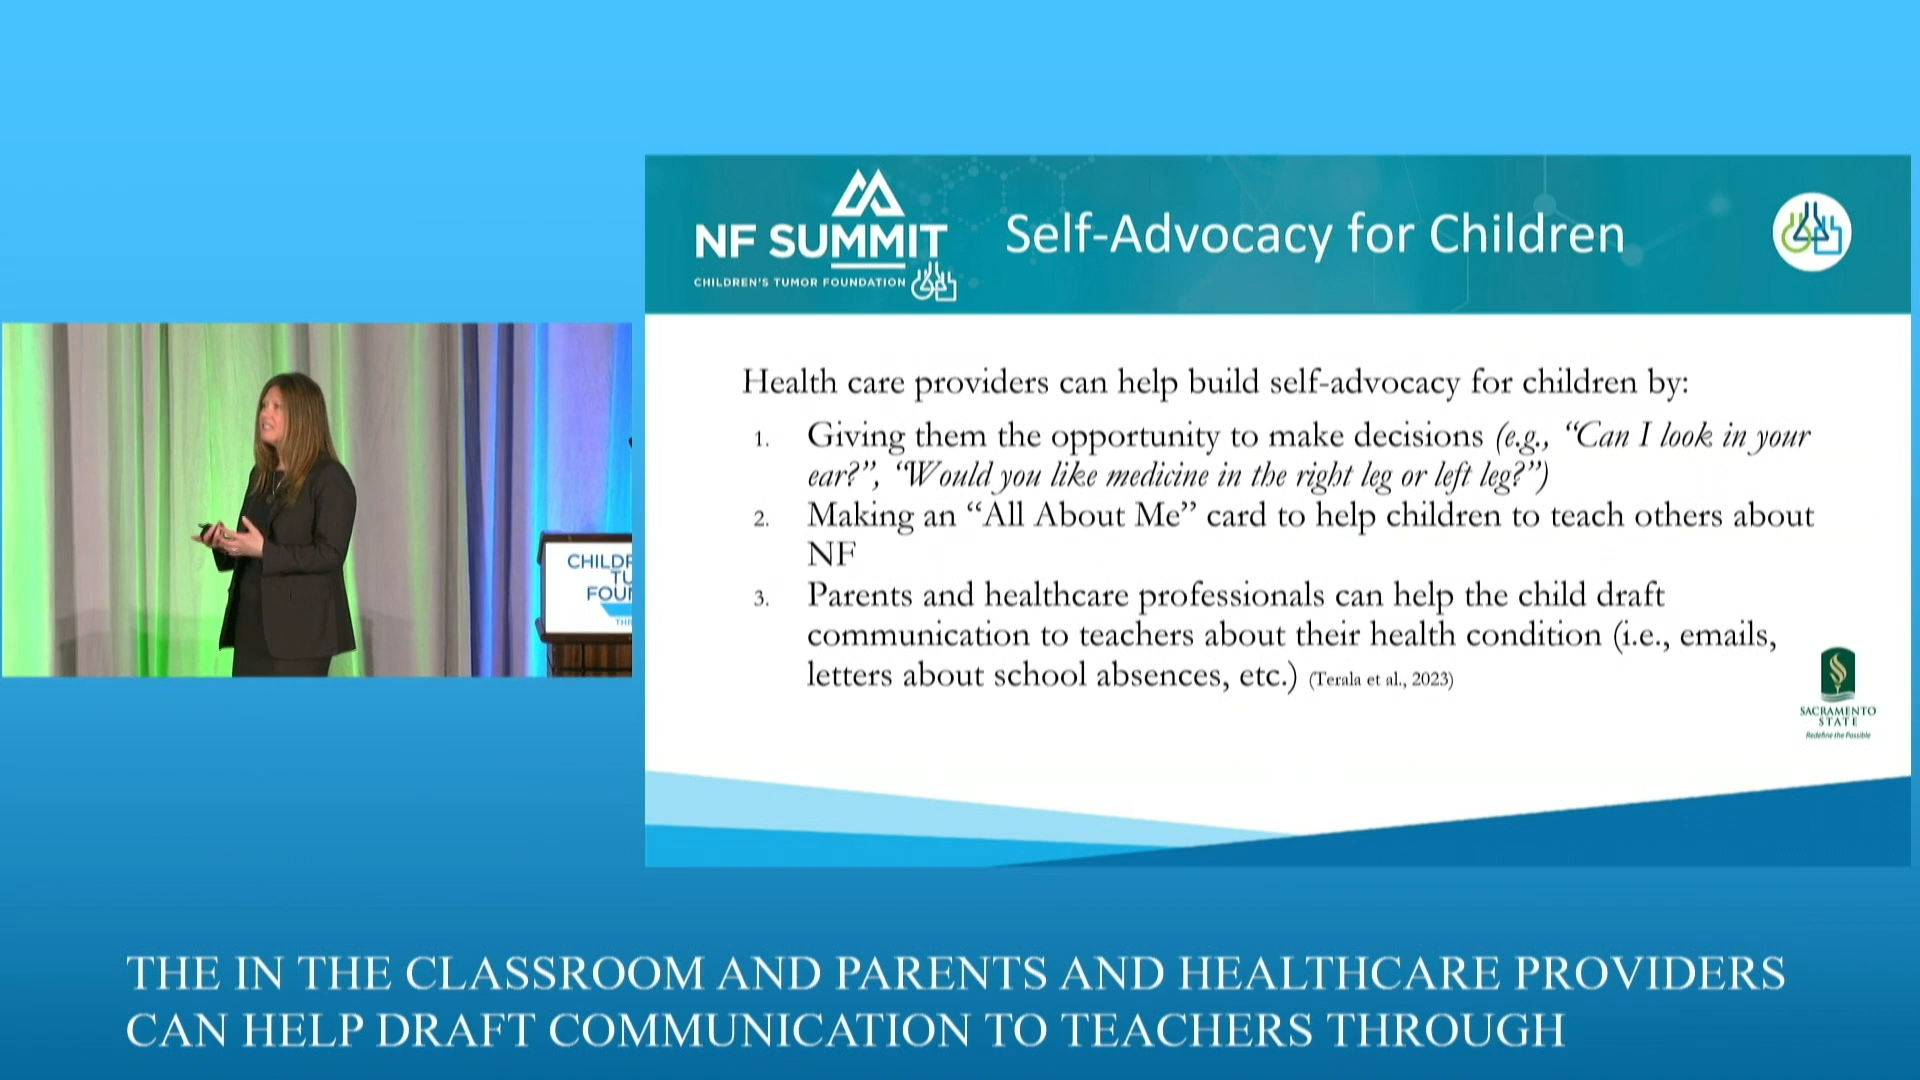 NF SUMMIT
CHILDREN'S TUMOR FOUNDATION
Self-Advocacy for Children
Health care providers can help build self-advocacy for children by:
1. Giving them the opportunity to make decisions (e.g., “Can I look in your
ear?”, “Would you like medicine in the right leg or left leg?”)
2. Making an “All About Me” card to help children to teach others about
NF
3. Parents and healthcare professionals can help the child draft
communication to teachers about their health condition (i.e., emails,
letters about school absences, etc.) (Terala et al., 2023)
SACRAMENTO
STATE
Redefine the Possible
CHILDR
TU
FOUN
THE IN THE CLASSROOM AND PARENTS AND HEALTHCARE PROVIDERS
CAN HELP DRAFT COMMUNICATION TO TEACHERS THROUGH